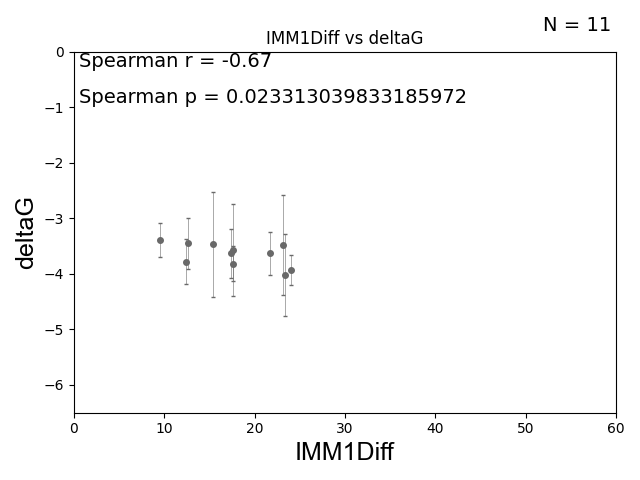 N = 11
IMM1Diff vs deltaG
Spearman r = -0.67
Spearman p = 0.023313039833185972
0
−1
−2
−3
−4
−5
−6
deltaG
0 10 20 30 40 50 60
IMM1Diff